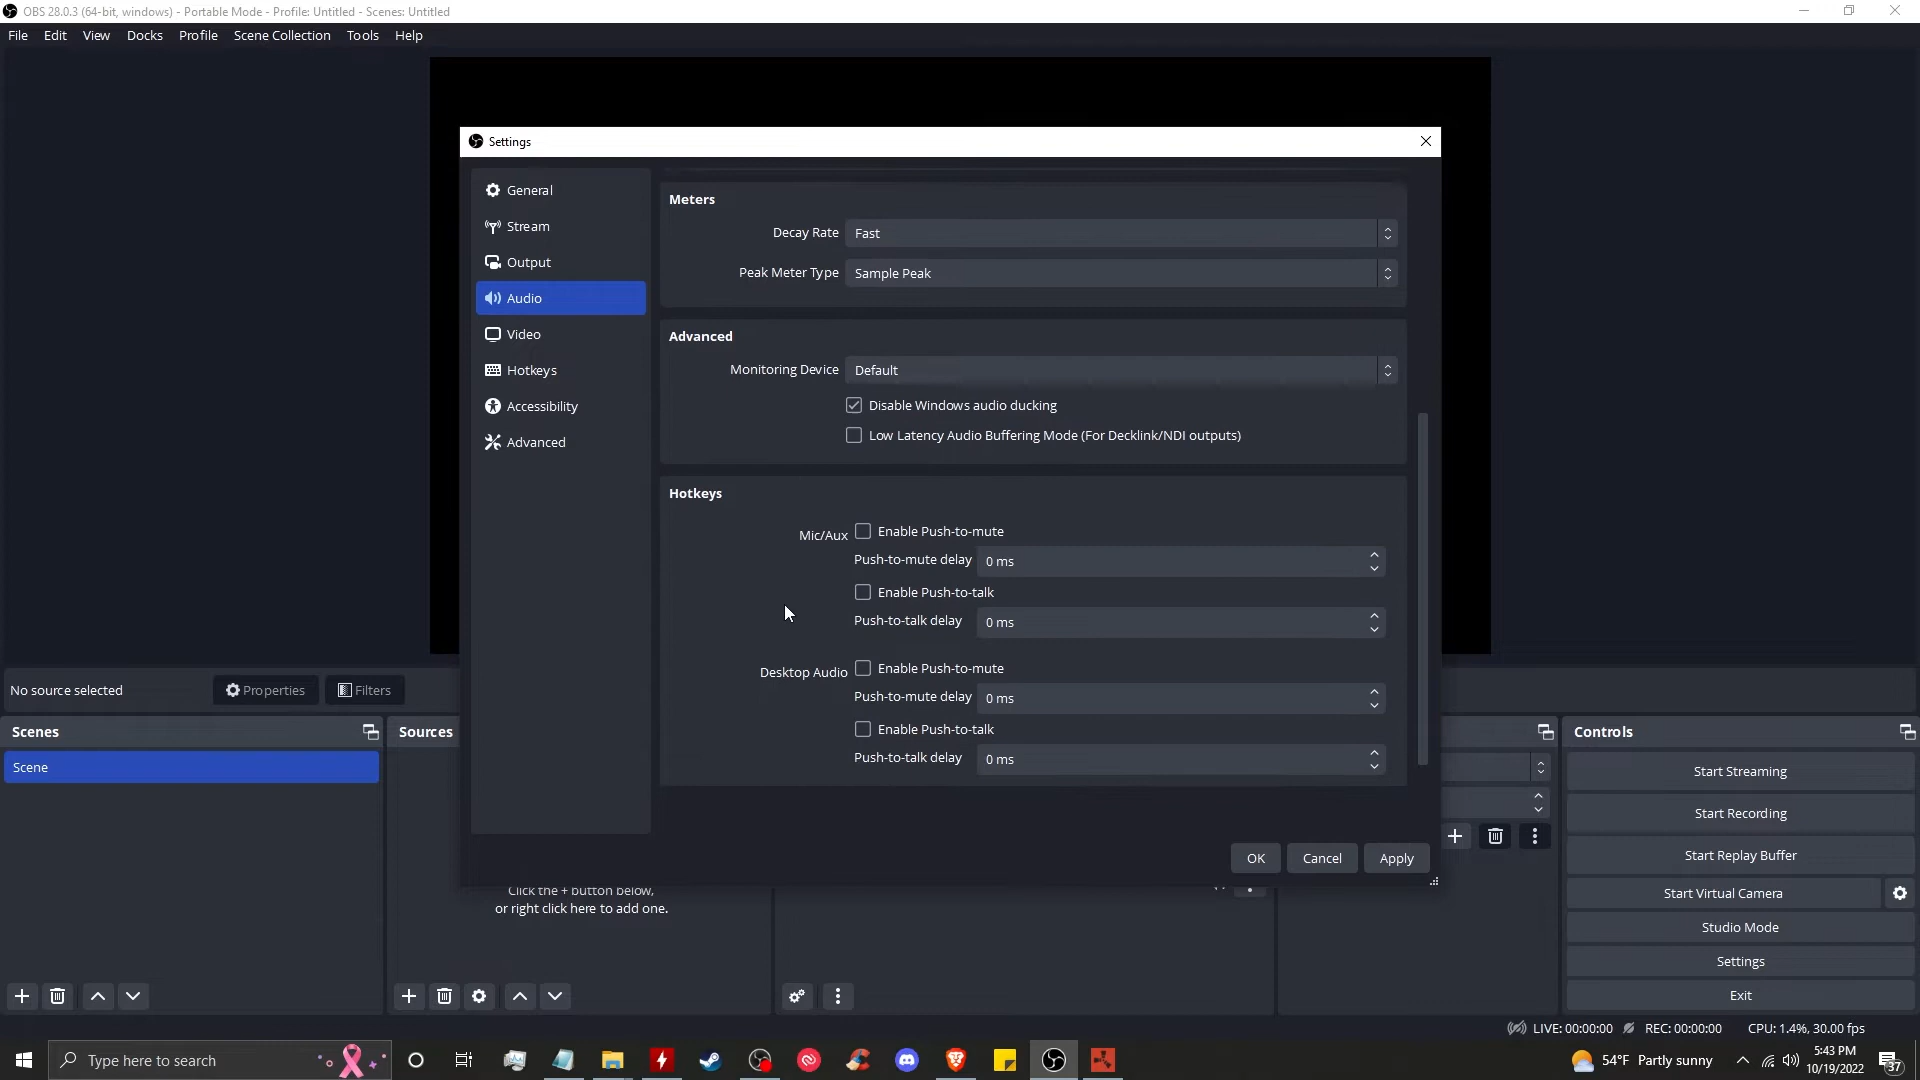 OBS 28.0.3 (64-bit, windows) - Portable Mode - Profile: Untitled - Scenes: Untitled
File Edit View Docks Profile Scene Collection Tools Help
Settings
General
Stream
Output
Audio
Video
Hotkeys
Accessibility
Advanced
Meters
Decay Rate Fast
Peak Meter Type Sample Peak
Advanced
Monitoring Device Default
Disable Windows audio ducking
Low Latency Audio Buffering Mode (For Decklink/NDI outputs)
Hotkeys
Mic/Aux Enable Push-to-mute
Push-to-mute delay 0 ms
Enable Push-to-talk
Push-to-talk delay 0 ms
Desktop Audio Enable Push-to-mute
Push-to-mute delay 0 ms
Enable Push-to-talk
Push-to-talk delay 0 ms
OK Cancel Apply
No source selected Properties Filters
Scenes
Scene
Sources
Click the + button below,
or right click here to add one.
Controls
Start Streaming
Start Recording
Start Replay Buffer
Start Virtual Camera
Studio Mode
Settings
Exit
LIVE: 00:00:00 REC: 00:00:00 CPU: 1.4%, 30.00 fps
Type here to search
54°F Partly sunny
5:43 PM
10/19/2022
37